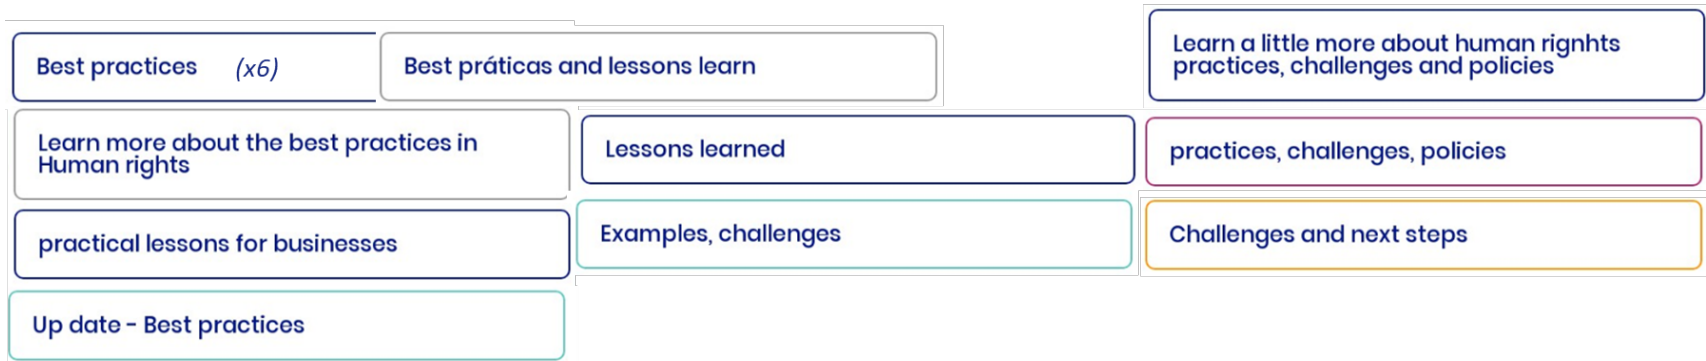 Best practices (x6)
Best práticas and lessons learn
Learn a little more about human rignhts
practices, challenges and policies
Learn more about the best practices in
Human rights
Lessons learned
practices, challenges, policies
practical lessons for businesses
Examples, challenges
Challenges and next steps
Up date - Best practices